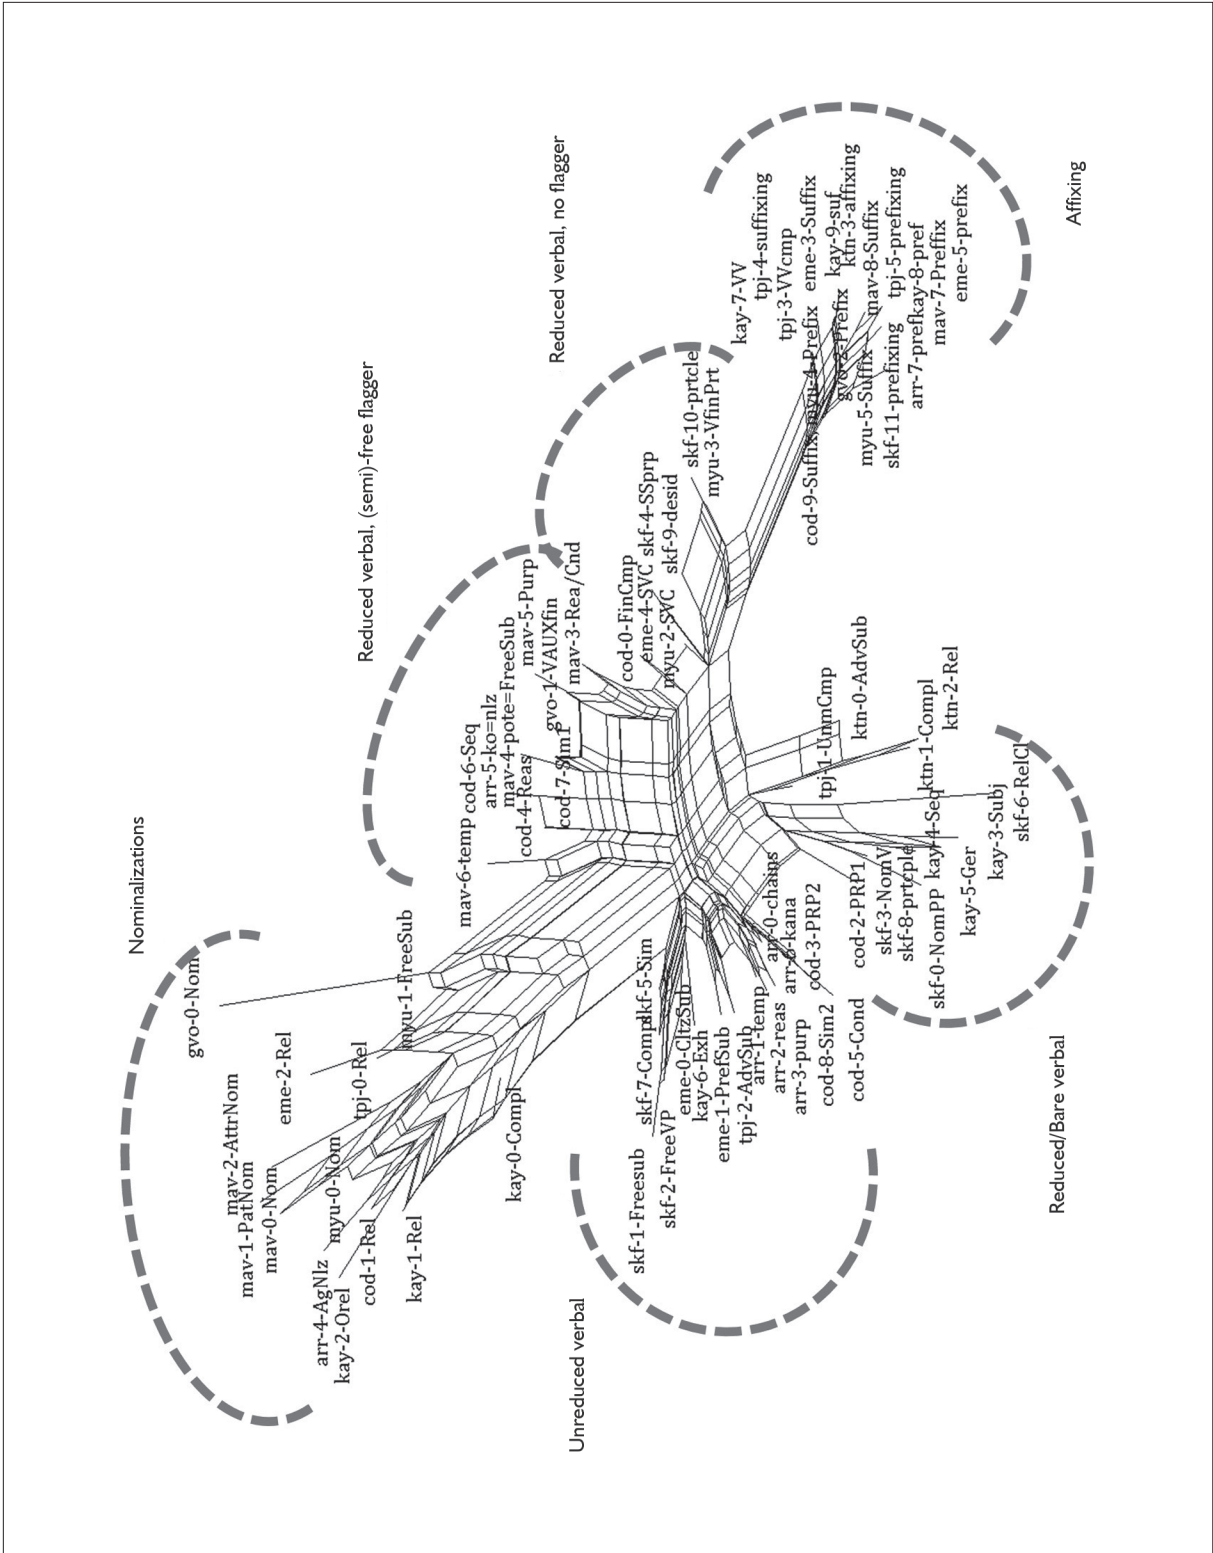 Nominalizations
gvo-0-Nom
mav-2-AttrNom
mav-1-PatNom
mav-0-Nom
eme-2-Rel
arr-4-AgNlz
kay-2-Orel
myu-0-Nom
tpj-0-Rel
cod-1-Rel
myu-1-FreeSub
kay-1-Rel
kay-0-Compl
Reduced verbal, (semi)-free flagger
mav-6-temp
cod-6-Seq
arr-5-ko=nlz
mav-4-pote=FreeSub
cod-4-Reas
mav-5-Purp
gvo-1-VAUXfin
cod-7-Sim1
mav-3-Rea/Cnd
Reduced verbal, no flagger
cod-0-FinCmp
eme-4-SVC
skf-4-SSprp
myu-2-SVC
skf-9-desid
skf-10-prtcle
myu-3-VfinPrt
Affixing
kay-7-VV
tpj-4-suffixing
tpj-3-VVcmp
eme-3-Suffix
cod-9-Suffix, myu-4-Prefix
kay-9-suf
gvo-2-Prefix
ktn-3-affixing
myu-5-Suffix
mav-8-Suffix
skf-11-prefixing
tpj-5-prefixing
arr-7-pref
kay-8-pref
mav-7-Preffix
eme-5-prefix
Unreduced verbal
skf-1-Freesub
skf-7-Compl
skf-5-Sim
skf-2-FreeVP
eme-0-CltzSub
kay-6-Exh
eme-1-PrefSub
tpj-2-AdvSub
arr-1-temp
arr-2-reas
arr-0-chains
arr-6-kana
arr-3-purp
cod-3-PRP2
cod-8-Sim2
cod-5-Cond
Reduced/Bare verbal
tpj-1-UnmCmp
ktn-0-AdvSub
ktn-1-Compl
ktn-2-Rel
cod-2-PRP1
skf-3-NomV
skf-8-prtcple
kay-4-Seq
skf-0-NomPP
kay-5-Ger
kay-3-Subj
skf-6-RelCl